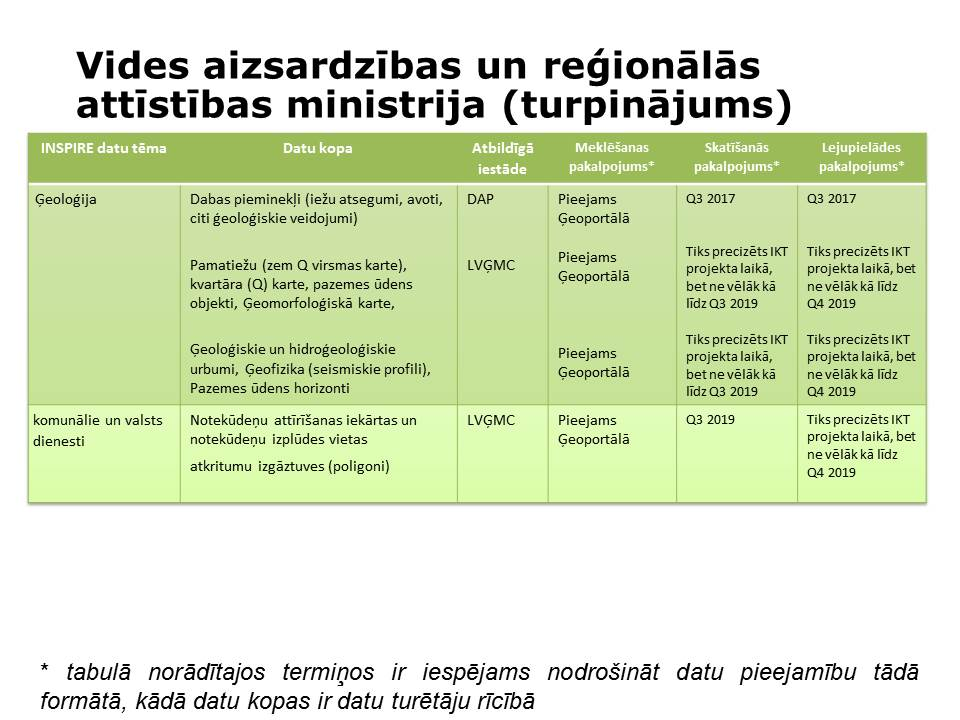 Vides aizsardzības un reģionālās
attīstības ministrija (turpinājums)
INSPIRE datu tēma
Datu kopa
Atbildīgā
iestāde
Meklēšanas
pakalpojums*
Skatīšanās
pakalpojums*
Lejupielādes
pakalpojums*
Ģeoloģija
Dabas pieminekļi (iežu atsegumi, avoti,
citi ģeoloģiskie veidojumi)
DAP
Pieejams
Ģeoportālā
Q3 2017
Q3 2017
Pamatiežu (zem Q virsmas karte),
kvartāra (Q) karte, pazemes ūdens
objekti, Ģeomorfoloģiskā karte,
LVĢMC
Pieejams
Ģeoportālā
Tiks precizēts IKT
projekta laikā,
bet ne vēlāk kā
līdz Q3 2019
Tiks precizēts IKT
projekta laikā, bet
ne vēlāk kā līdz
Q4 2019
Ģeoloģiskie un hidroģeoloģiskie
urbumi, Ģeofizika (seismiskie profili),
Pazemes ūdens horizonti
Pieejams
Ģeoportālā
Tiks precizēts IKT
projekta laikā,
bet ne vēlāk kā
līdz Q3 2019
Tiks precizēts IKT
projekta laikā, bet
ne vēlāk kā līdz
Q4 2019
komunālie un valsts
dienesti
Notekūdeņu attīrīšanas iekārtas un
notekūdeņu izplūdes vietas
atkritumu izgāztuves (poligoni)
LVĢMC
Pieejams
Ģeoportālā
Q3 2019
Tiks precizēts IKT
projekta laikā, bet
ne vēlāk kā līdz
Q4 2019
* tabulā norādītajos termiņos ir iespējams nodrošināt datu pieejamību tādā
formātā, kādā datu kopas ir datu turētāju rīcībā